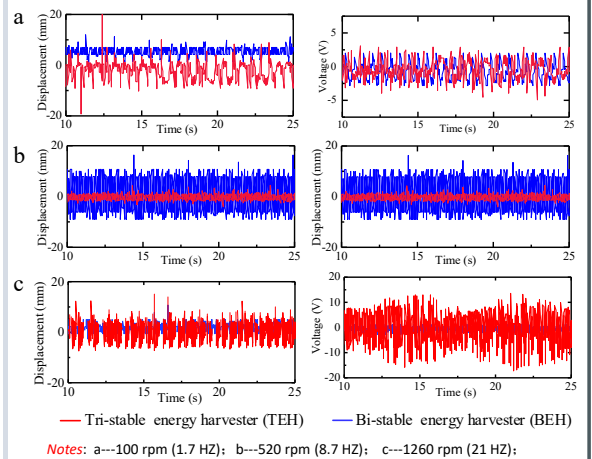 a
Displacement (mm)
20
0
-20
10 15 20 25
Time (s)
Voltage (V)
5
0
-5
10 15 20 25
Time (s)
b
Displacement (mm)
20
0
-20
10 15 20 25
Time (s)
Displacement (mm)
20
0
-20
10 15 20 25
Time (s)
c
Displacement (mm)
20
0
-20
10 15 20 25
Time (s)
Voltage (V)
20
15
10
5
0
-5
-10
-15
-20
10 15 20 25
Time (s)
Tri-stable energy harvester (TEH) Bi-stable energy harvester (BEH)
Notes: a---100 rpm (1.7 HZ); b---520 rpm (8.7 HZ); c---1260 rpm (21 HZ);